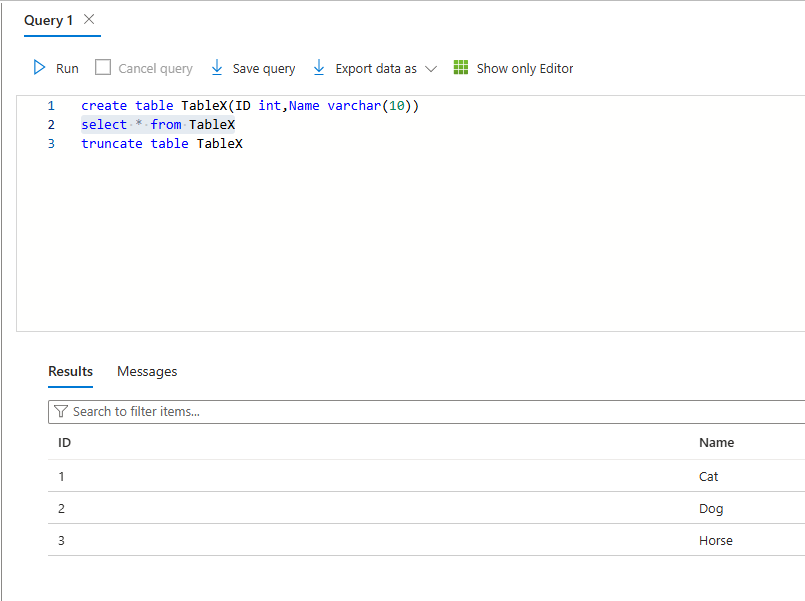 Query 1
Run Cancel query Save query Export data as Show only Editor
1 create table TableX(ID int,Name varchar(10))
2 select * from TableX
3 truncate table TableX
Results Messages
Search to filter items...
ID Name
1 Cat
2 Dog
3 Horse